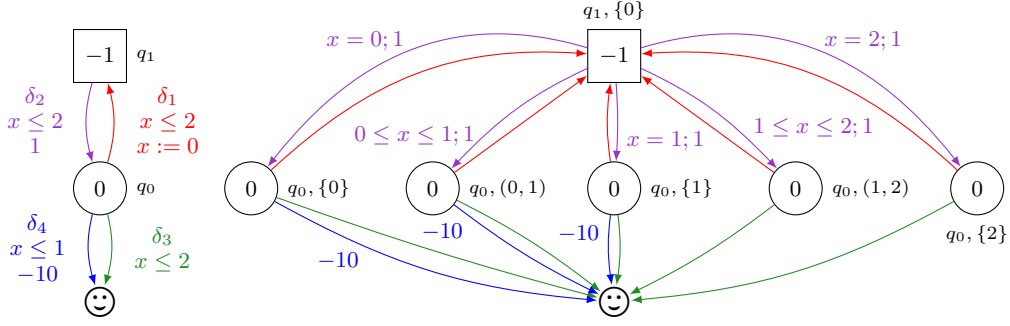 −1
q₁
δ₂
x ≤ 2
1
δ₁
x ≤ 2
x := 0
0
q₀
δ₄
x ≤ 1
−10
δ₃
x ≤ 2
q₁, {0}
−1
x = 0; 1
x = 2; 1
0 ≤ x ≤ 1; 1
x = 1; 1
1 ≤ x ≤ 2; 1
0
q₀, {0}
0
q₀, (0, 1)
0
q₀, {1}
0
q₀, (1, 2)
0
q₀, {2}
−10
−10
−10